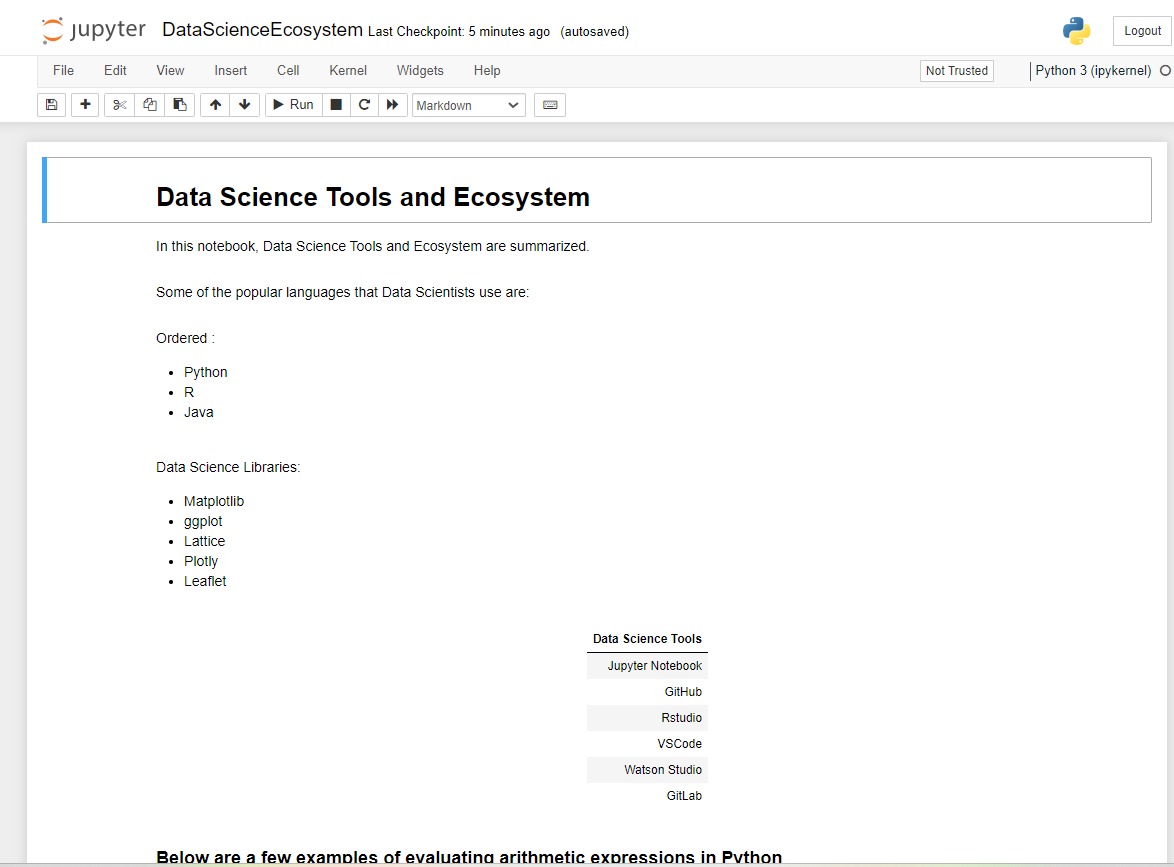 jupyter DataScienceEcosystem Last Checkpoint: 5 minutes ago (autosaved) Logout
File Edit View Insert Cell Kernel Widgets Help Not Trusted Python 3 (ipykernel)
Run Markdown
Data Science Tools and Ecosystem
In this notebook, Data Science Tools and Ecosystem are summarized.
Some of the popular languages that Data Scientists use are:
Ordered :
Python
R
Java
Data Science Libraries:
Matplotlib
ggplot
Lattice
Plotly
Leaflet
Data Science Tools
Jupyter Notebook
GitHub
Rstudio
VSCode
Watson Studio
GitLab
Below are a few examples of evaluating arithmetic expressions in Python